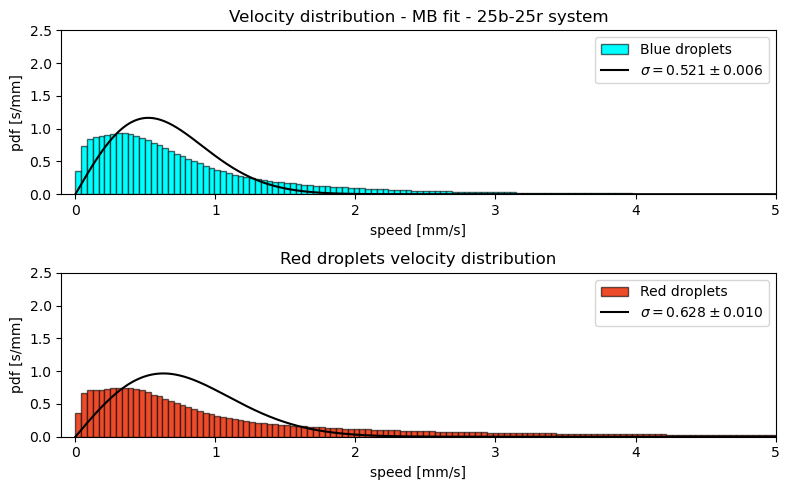 Velocity distribution - MB fit - 25b-25r system
2.5
2.0
1.5
1.0
0.5
0.0
pdf [s/mm]
Blue droplets
σ = 0.521 ± 0.006
0 1 2 3 4 5
speed [mm/s]
Red droplets velocity distribution
2.5
2.0
1.5
1.0
0.5
0.0
pdf [s/mm]
Red droplets
σ = 0.628 ± 0.010
0 1 2 3 4 5
speed [mm/s]